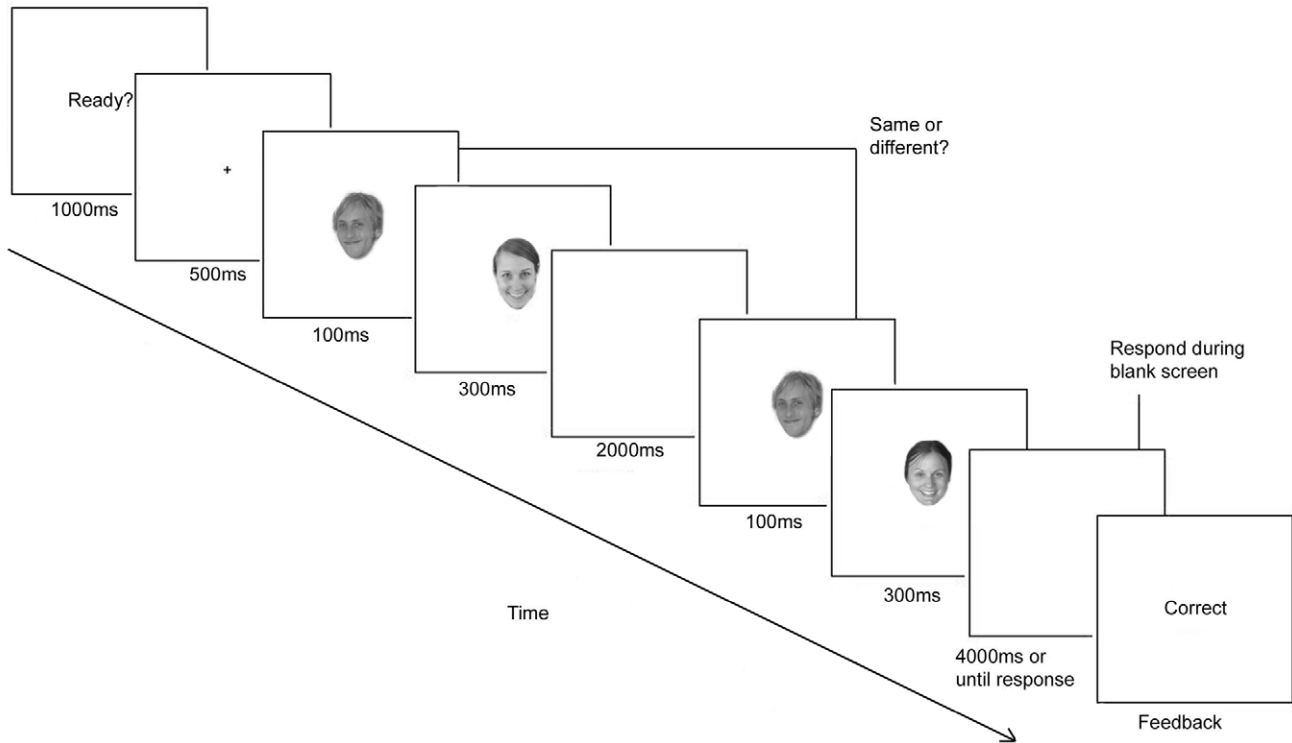 Ready?
1000ms
+
500ms
100ms
300ms
2000ms
Same or
different?
100ms
300ms
Respond during
blank screen
4000ms or
until response
Correct
Feedback
Time